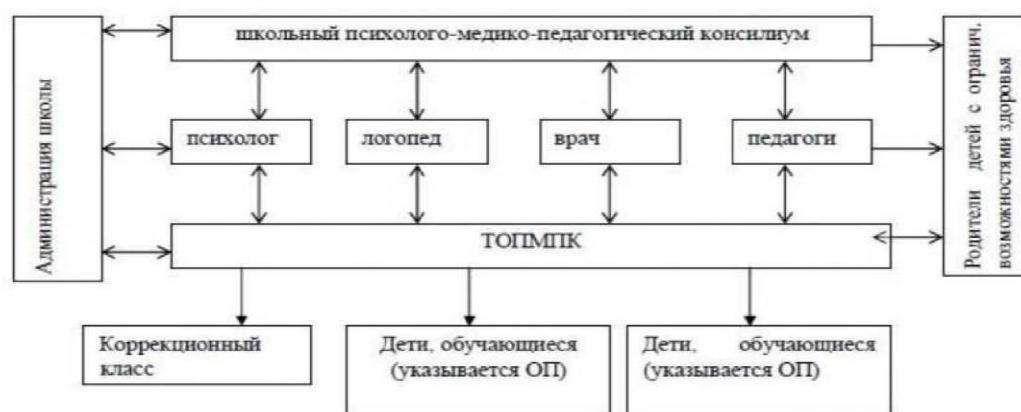 школьный психолого-медико-педагогический консилиум
Администрация школы
Родители детей с огранич.
возможностями здоровья
психолог
логопед
врач
педагоги
ТОПМПК
Коррекционный
класс
Дети, обучающиеся
(указывается ОП)
Дети, обучающиеся
(указывается ОП)